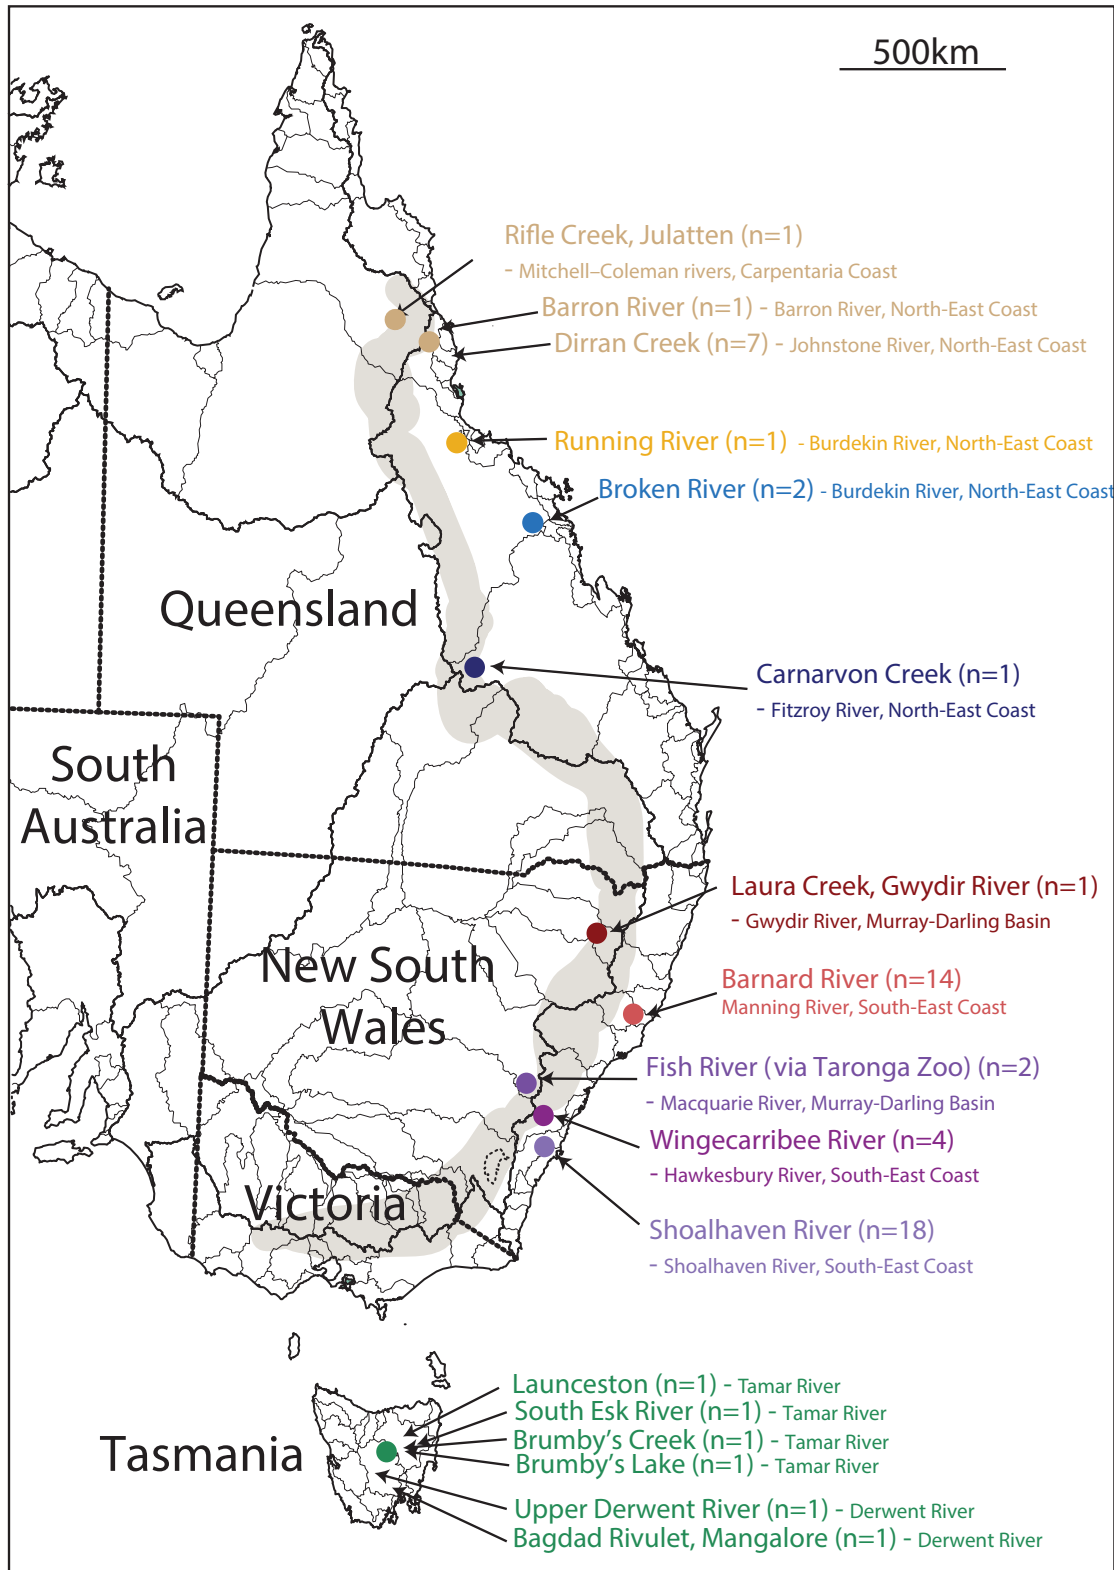 500km
Rifle Creek, Julatten (n=1)
- Mitchell–Coleman rivers, Carpentaria Coast
Barron River (n=1) - Barron River, North-East Coast
Dirran Creek (n=7) - Johnstone River, North-East Coast
Running River (n=1) - Burdekin River, North-East Coast
Broken River (n=2) - Burdekin River, North-East Coast
Queensland
Carnarvon Creek (n=1)
- Fitzroy River, North-East Coast
South
Australia
Laura Creek, Gwydir River (n=1)
- Gwydir River, Murray-Darling Basin
New South
Wales
Barnard River (n=14)
Manning River, South-East Coast
Fish River (via Taronga Zoo) (n=2)
- Macquarie River, Murray-Darling Basin
Wingecarribee River (n=4)
- Hawkesbury River, South-East Coast
Victoria
Shoalhaven River (n=18)
- Shoalhaven River, South-East Coast
Tasmania
Launceston (n=1) - Tamar River
South Esk River (n=1) - Tamar River
Brumby's Creek (n=1) - Tamar River
Brumby's Lake (n=1) - Tamar River
Upper Derwent River (n=1) - Derwent River
Bagdad Rivulet, Mangalore (n=1) - Derwent River